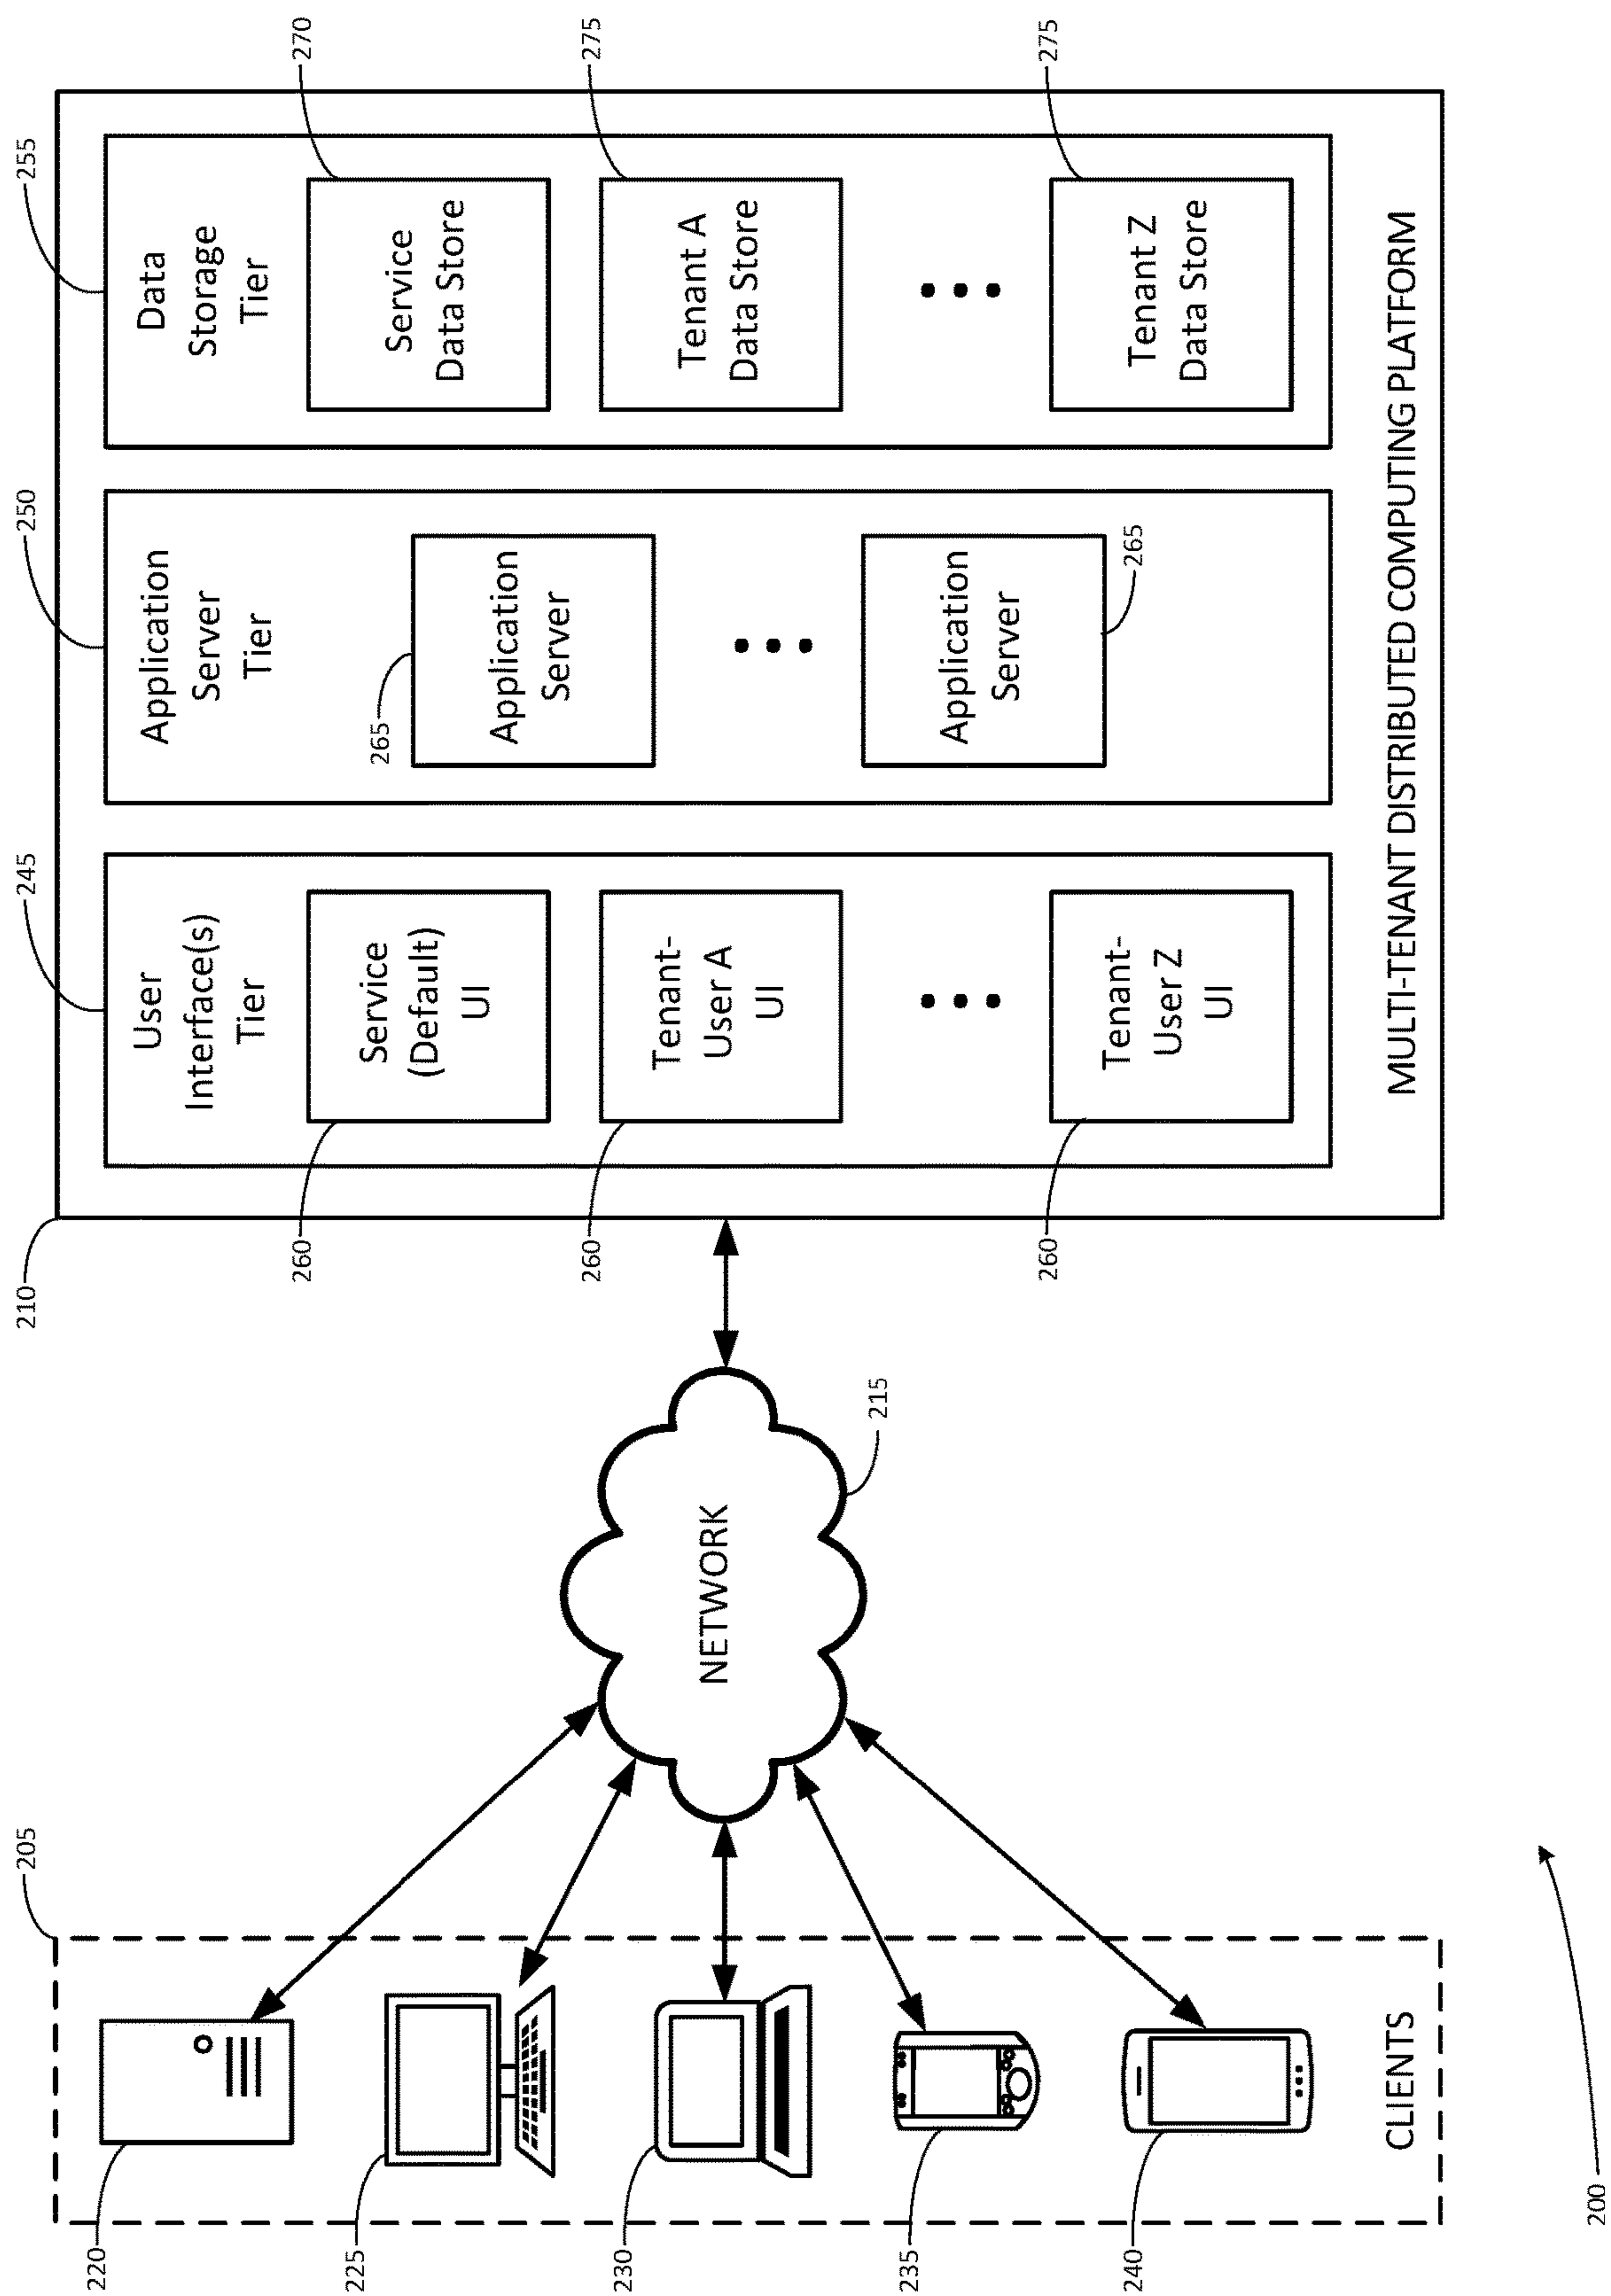 205
220
225
230
235
240
CLIENTS
200
NETWORK
215
210
245
User
Interface(s)
Tier
260
Service
(Default)
UI
260
Tenant-
User A
UI
260
Tenant-
User Z
UI
250
Application
Server
Tier
265
Application
Server
Application
Server
265
255
Data
Storage
Tier
270
Service
Data Store
275
Tenant A
Data Store
275
Tenant Z
Data Store
MULTI-TENANT DISTRIBUTED COMPUTING PLATFORM